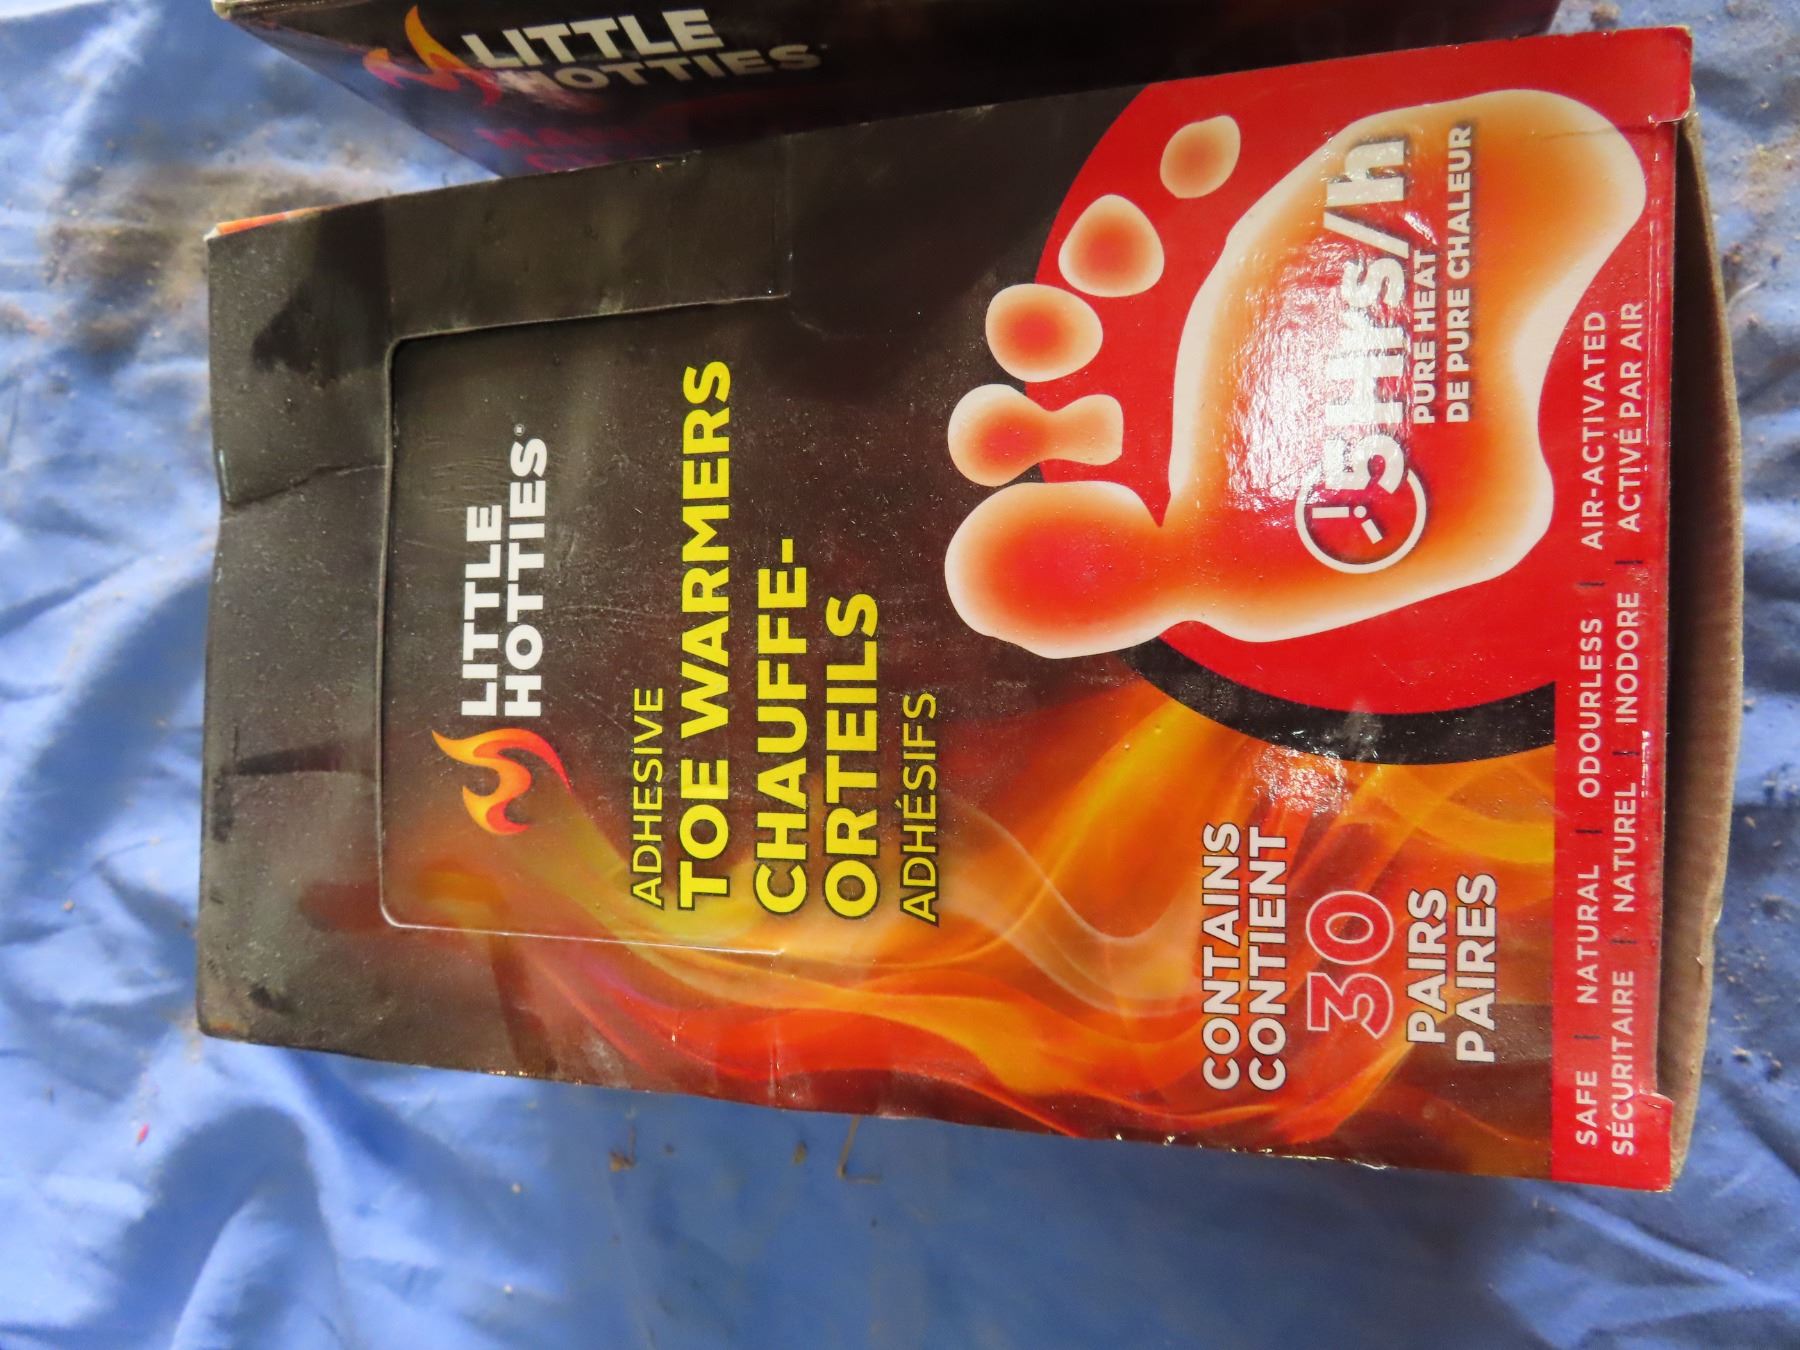 LITTLE
HOTTIES
LITTLE
HOTTIES®
ADHESIVE
TOE WARMERS
CHAUFFE-
ORTEILS
ADHÉSIFS
5Hrs/h
PURE HEAT
DE PURE CHALEUR
CONTAINS
CONTIENT
30
PAIRS
PAIRES
SAFE | NATURAL | ODOURLESS | AIR-ACTIVATED
SÉCURITAIRE | NATUREL | INODORE | ACTIVÉ PAR AIR